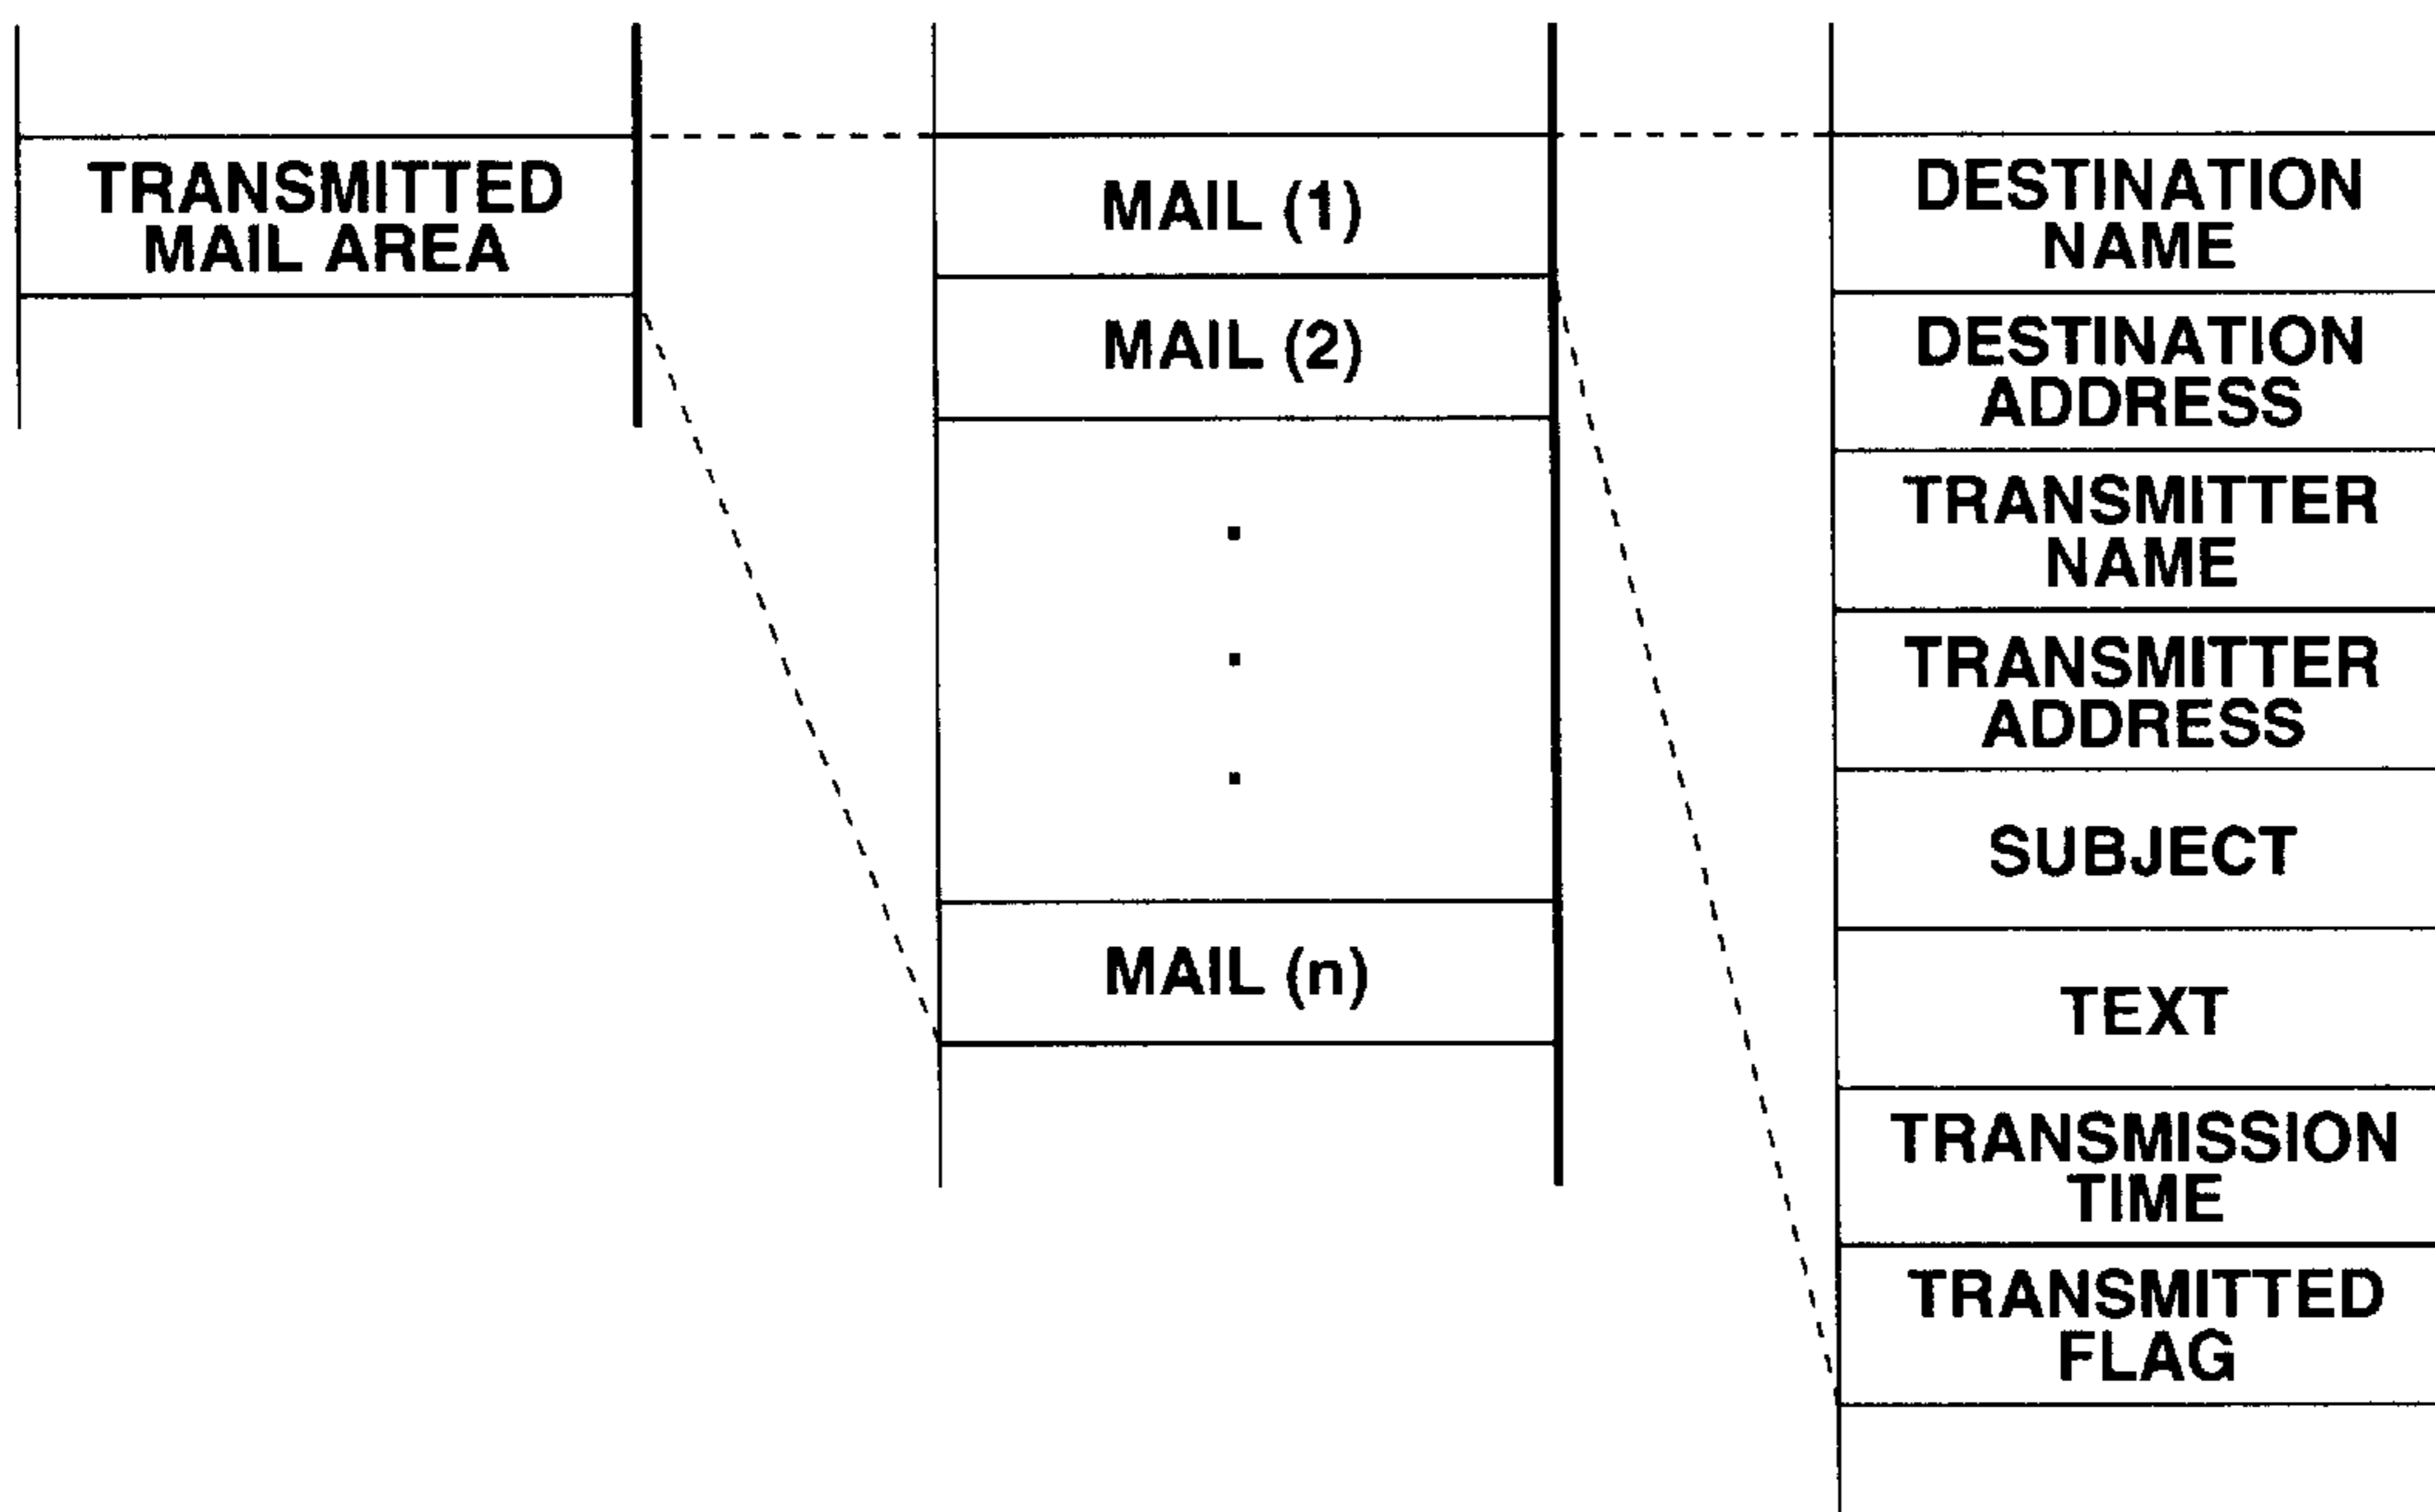 TRANSMITTED
MAIL AREA
MAIL (1)
MAIL (2)
MAIL (n)
DESTINATION
NAME
DESTINATION
ADDRESS
TRANSMITTER
NAME
TRANSMITTER
ADDRESS
SUBJECT
TEXT
TRANSMISSION
TIME
TRANSMITTED
FLAG